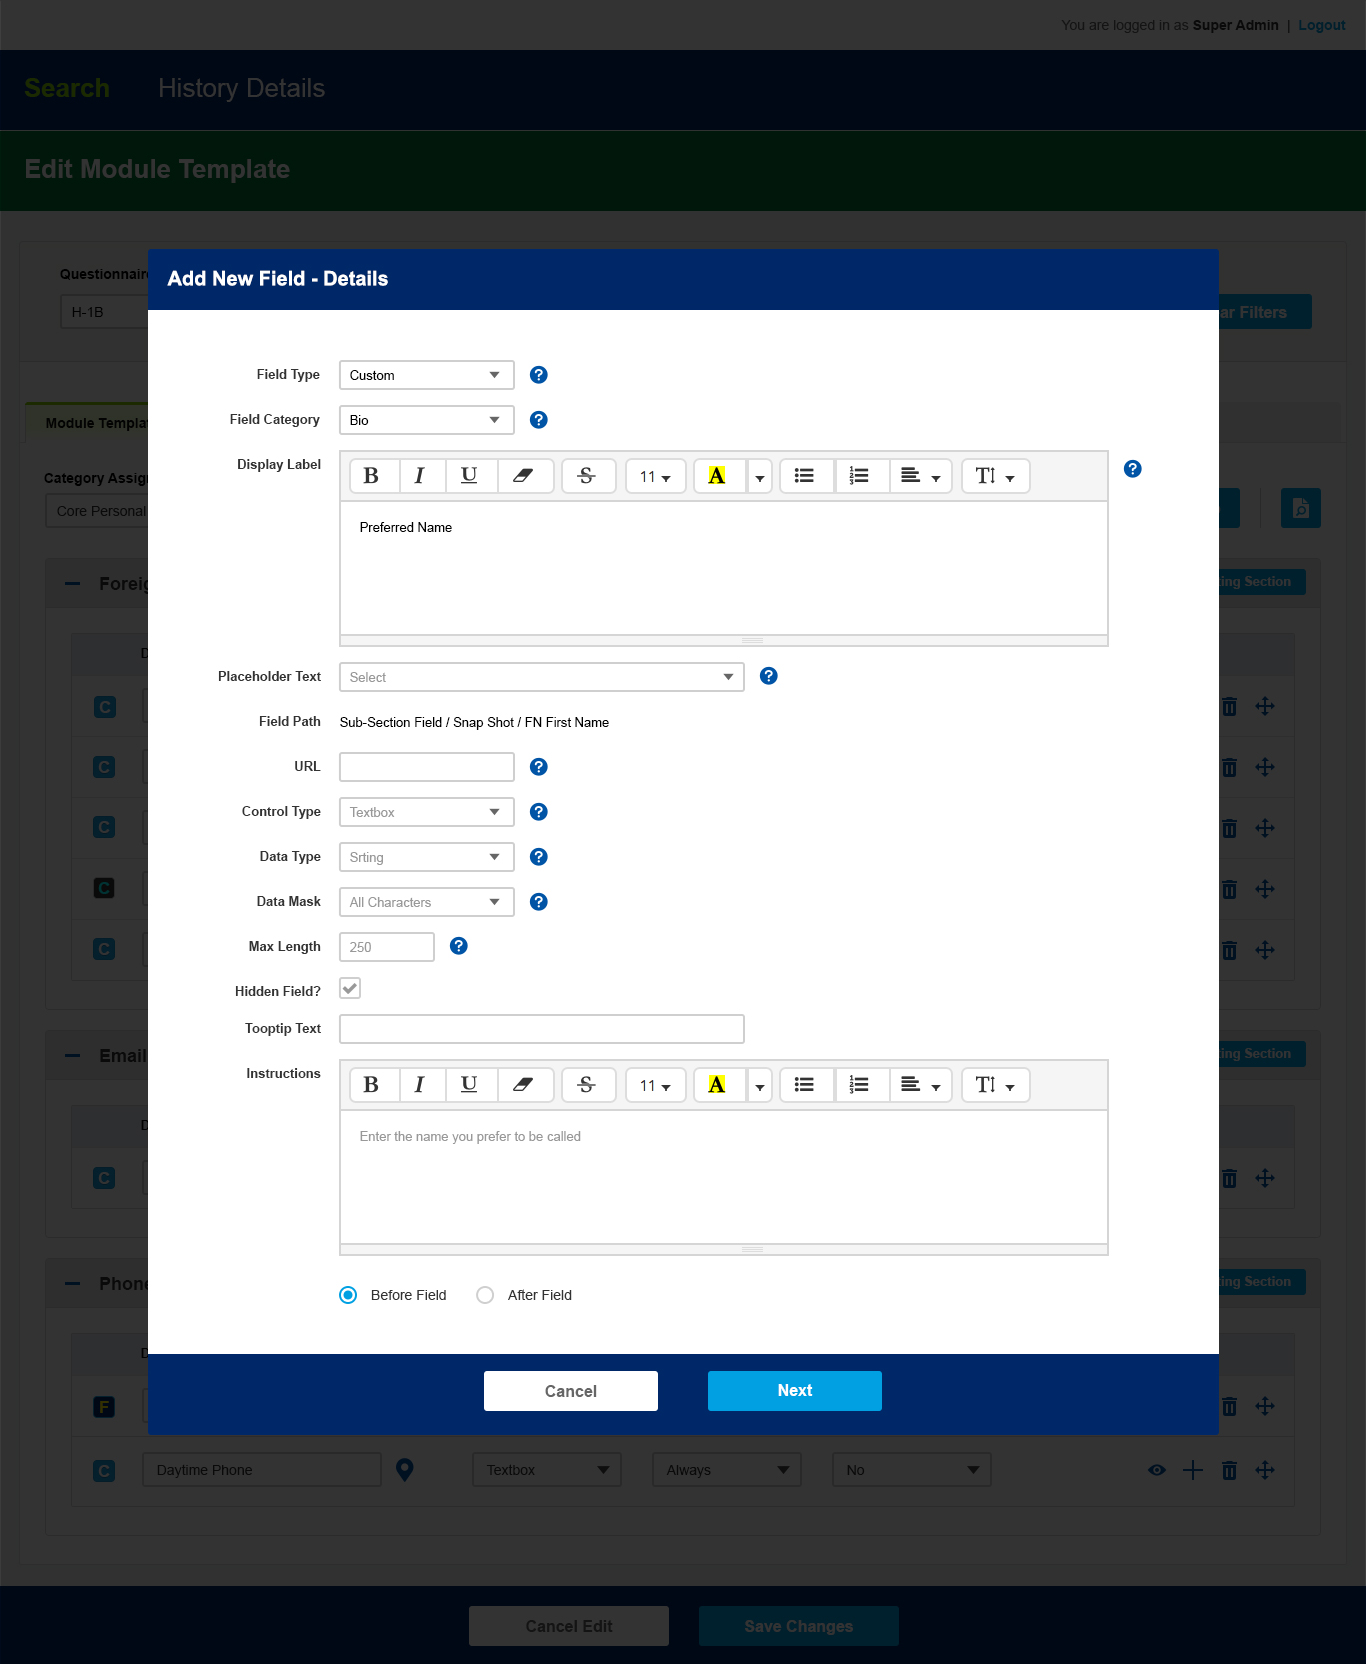 You are logged in as Super Admin | Logout
Search History Details
Edit Module Template
Add New Field - Details
Questionnaire
H-1B
ar Filters
Field Type Custom ?
Field Category Bio ?
Module Templa
Display Label B I U S 11 A T ?
Category Assig
Core Personal
Preferred Name
Foreig
ing Section
D
Placeholder Text Select ?
C
Field Path Sub-Section Field / Snap Shot / FN First Name
URL ?
C
Control Type Textbox ?
C
Data Type Srting ?
C
Data Mask All Characters ?
Max Length 250 ?
C
Hidden Field?
Tooptip Text
Email
ing Section
Instructions B I U S 11 A T
D
Enter the name you prefer to be called
C
Phone
ing Section
Before Field After Field
D
Cancel Next
F
C Daytime Phone Textbox Always No
Cancel Edit Save Changes